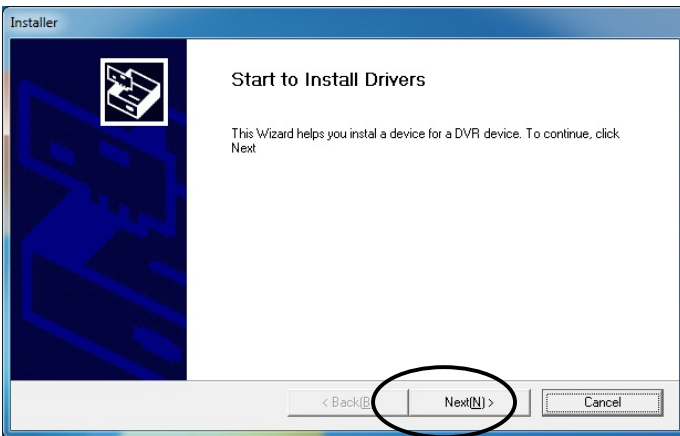 Installer
Start to Install Drivers
This Wizard helps you instal a device for a DVR device. To continue, click
Next
< Back(B
Next(N) >
Cancel